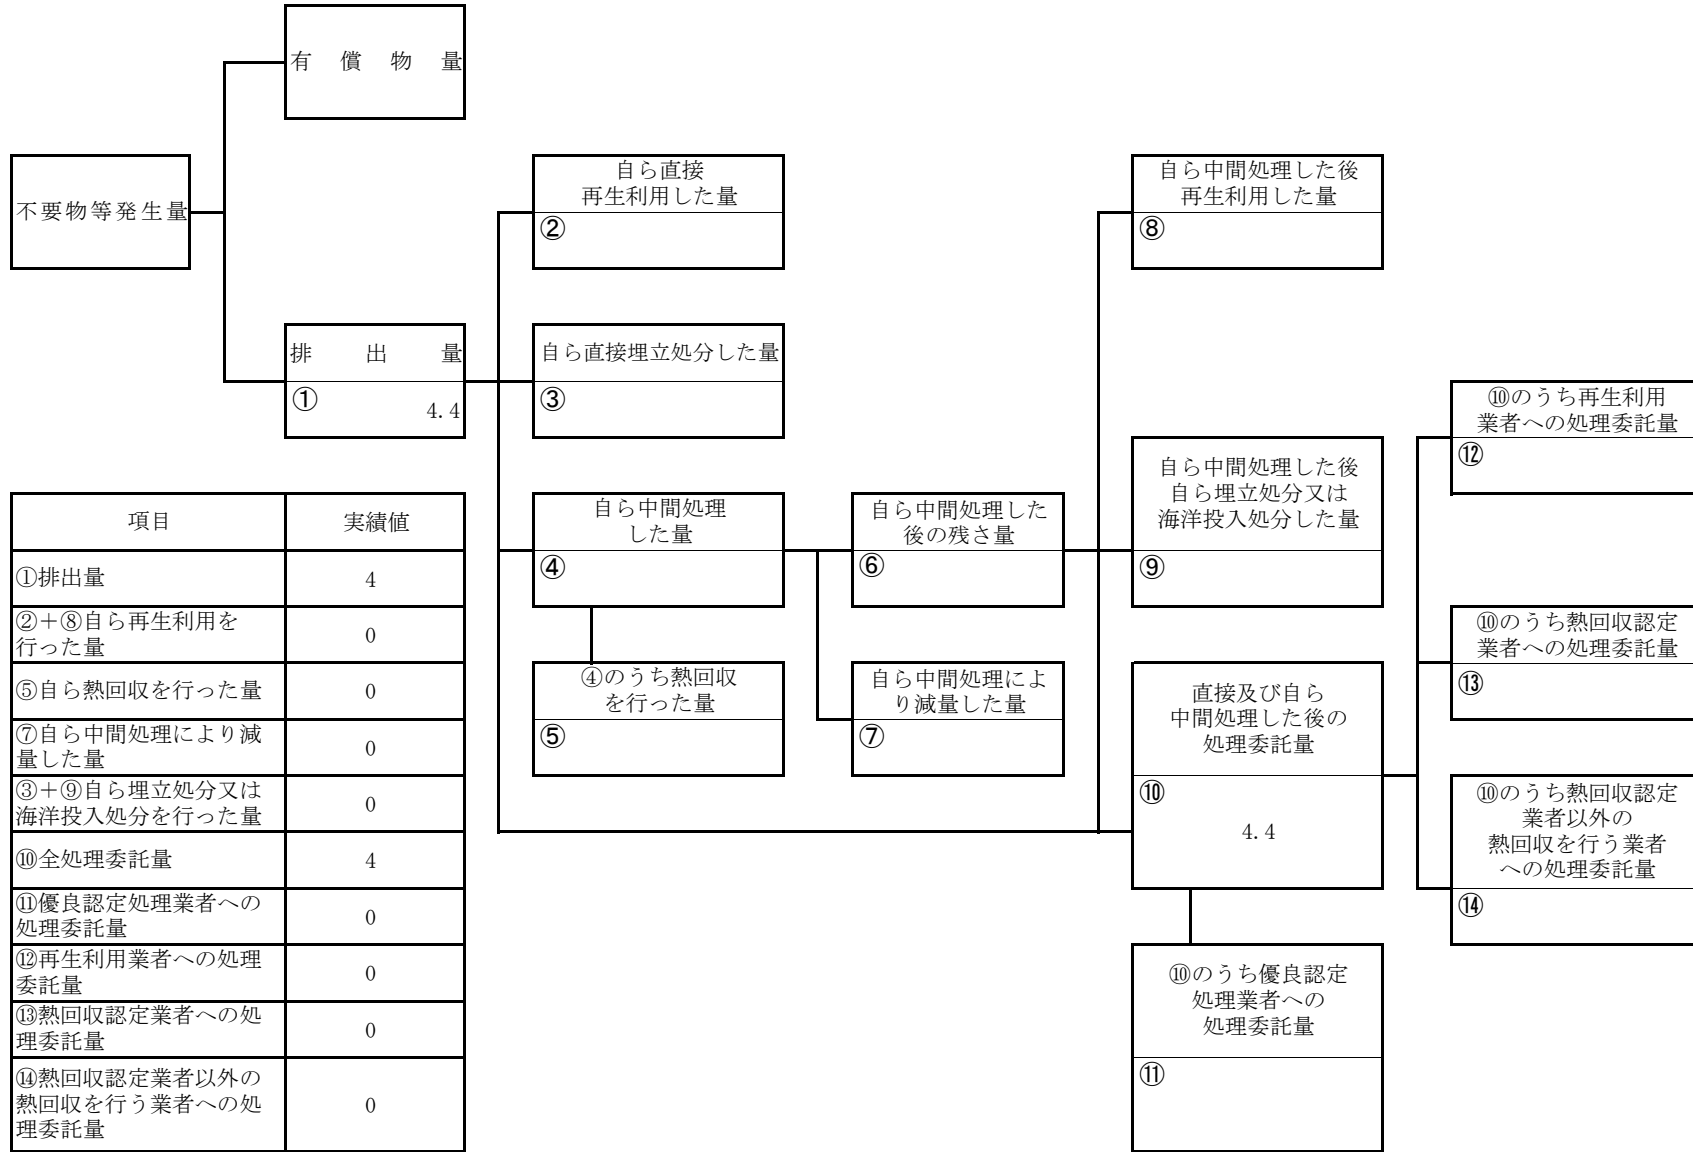 有償物量
不要物等発生量
自ら直接
再生利用した量
②
自ら中間処理した後
再生利用した量
⑧
排出量
①
4.4
自ら直接埋立処分した量
③
⑩のうち再生利用
業者への処理委託量
⑫
自ら中間処理した後
自ら埋立処分又は
海洋投入処分した量
⑨
自ら中間処理
した量
④
自ら中間処理した
後の残さ量
⑥
⑩のうち熱回収認定
業者への処理委託量
⑬
④のうち熱回収
を行った量
⑤
自ら中間処理によ
り減量した量
⑦
直接及び自ら
中間処理した後の
処理委託量
⑩
4.4
⑩のうち熱回収認定
業者以外の
熱回収を行う業者
への処理委託量
⑭
⑩のうち優良認定
処理業者への
処理委託量
⑪
項目 実績値
①排出量 4
②＋⑧自ら再生利用を
行った量 0
⑤自ら熱回収を行った量 0
⑦自ら中間処理により減
量した量 0
③＋⑨自ら埋立処分又は
海洋投入処分を行った量 0
⑩全処理委託量 4
⑪優良認定処理業者への
処理委託量 0
⑫再生利用業者への処理
委託量 0
⑬熱回収認定業者への処
理委託量 0
⑭熱回収認定業者以外の
熱回収を行う業者への処
理委託量 0